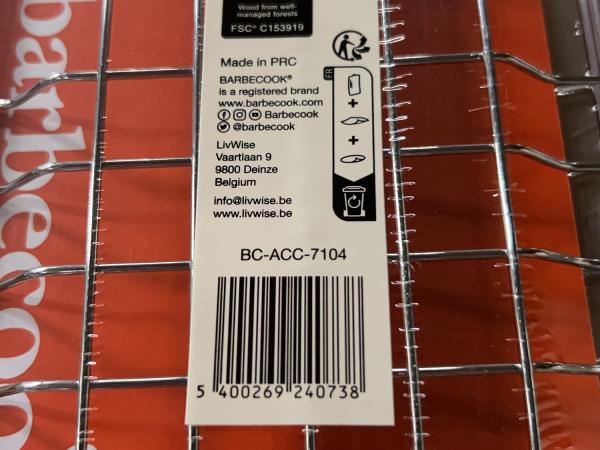 barbecook
Wood from well-
managed forests
FSC® C153919
Made in PRC
BARBECOOK®
is a registered brand
www.barbecook.com
Barbecook
@barbecook
LivWise
Vaartlaan 9
9800 Deinze
Belgium
info@livwise.be
www.livwise.be
FR
+
+
BC-ACC-7104
5 400269 240738